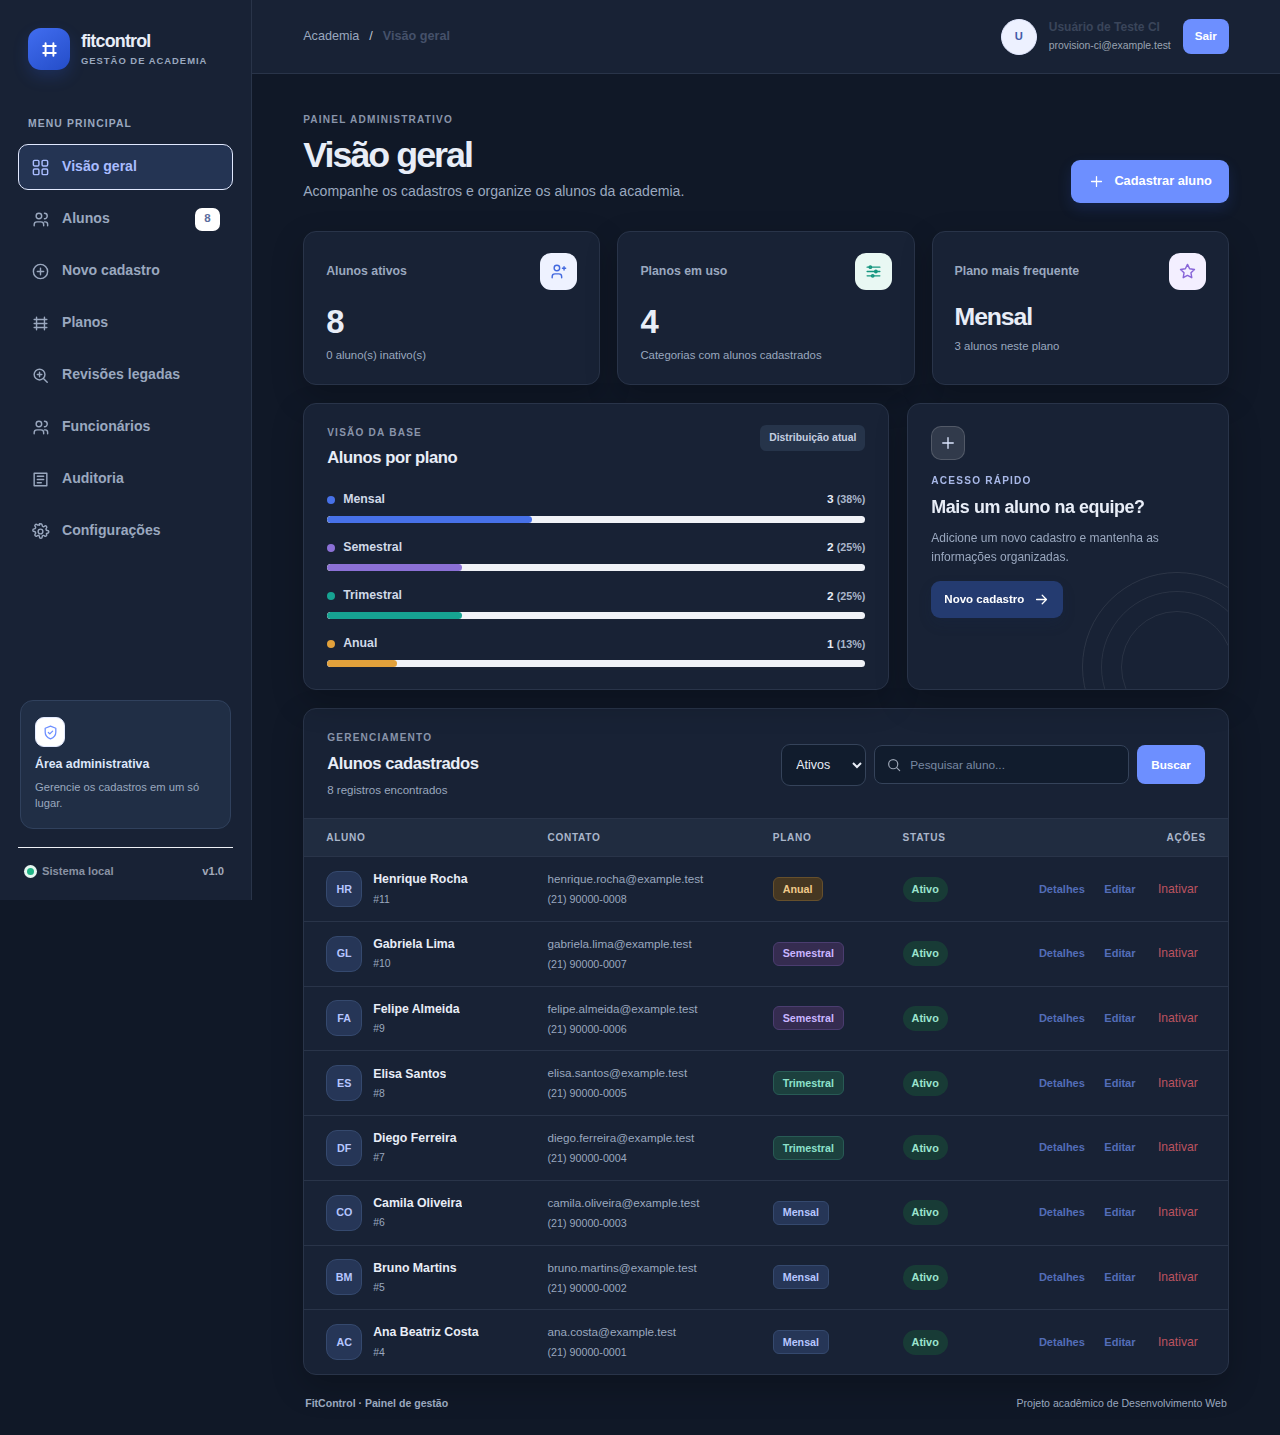 fitcontrol
GESTÃO DE ACADEMIA
MENU PRINCIPAL
Visão geral
Alunos 8
Novo cadastro
Planos
Revisões legadas
Funcionários
Auditoria
Configurações
Área administrativa
Gerencie os cadastros em um só
lugar.
Sistema local v1.0
Academia / Visão geral
U
Usuário de Teste CI
provision-ci@example.test
Sair
PAINEL ADMINISTRATIVO
Visão geral
Acompanhe os cadastros e organize os alunos da academia.
Cadastrar aluno
Alunos ativos
8
0 aluno(s) inativo(s)
Planos em uso
4
Categorias com alunos cadastrados
Plano mais frequente
Mensal
3 alunos neste plano
VISÃO DA BASE
Alunos por plano
Distribuição atual
Mensal 3 (38%)
Semestral 2 (25%)
Trimestral 2 (25%)
Anual 1 (13%)
ACESSO RÁPIDO
Mais um aluno na equipe?
Adicione um novo cadastro e mantenha as
informações organizadas.
Novo cadastro
GERENCIAMENTO
Alunos cadastrados
8 registros encontrados
Ativos
Pesquisar aluno...
Buscar
ALUNO CONTATO PLANO STATUS AÇÕES
HR Henrique Rocha henrique.rocha@example.test Anual Ativo Detalhes Editar Inativar
#11 (21) 90000-0008
GL Gabriela Lima gabriela.lima@example.test Semestral Ativo Detalhes Editar Inativar
#10 (21) 90000-0007
FA Felipe Almeida felipe.almeida@example.test Semestral Ativo Detalhes Editar Inativar
#9 (21) 90000-0006
ES Elisa Santos elisa.santos@example.test Trimestral Ativo Detalhes Editar Inativar
#8 (21) 90000-0005
DF Diego Ferreira diego.ferreira@example.test Trimestral Ativo Detalhes Editar Inativar
#7 (21) 90000-0004
CO Camila Oliveira camila.oliveira@example.test Mensal Ativo Detalhes Editar Inativar
#6 (21) 90000-0003
BM Bruno Martins bruno.martins@example.test Mensal Ativo Detalhes Editar Inativar
#5 (21) 90000-0002
AC Ana Beatriz Costa ana.costa@example.test Mensal Ativo Detalhes Editar Inativar
#4 (21) 90000-0001
FitControl · Painel de gestão
Projeto acadêmico de Desenvolvimento Web